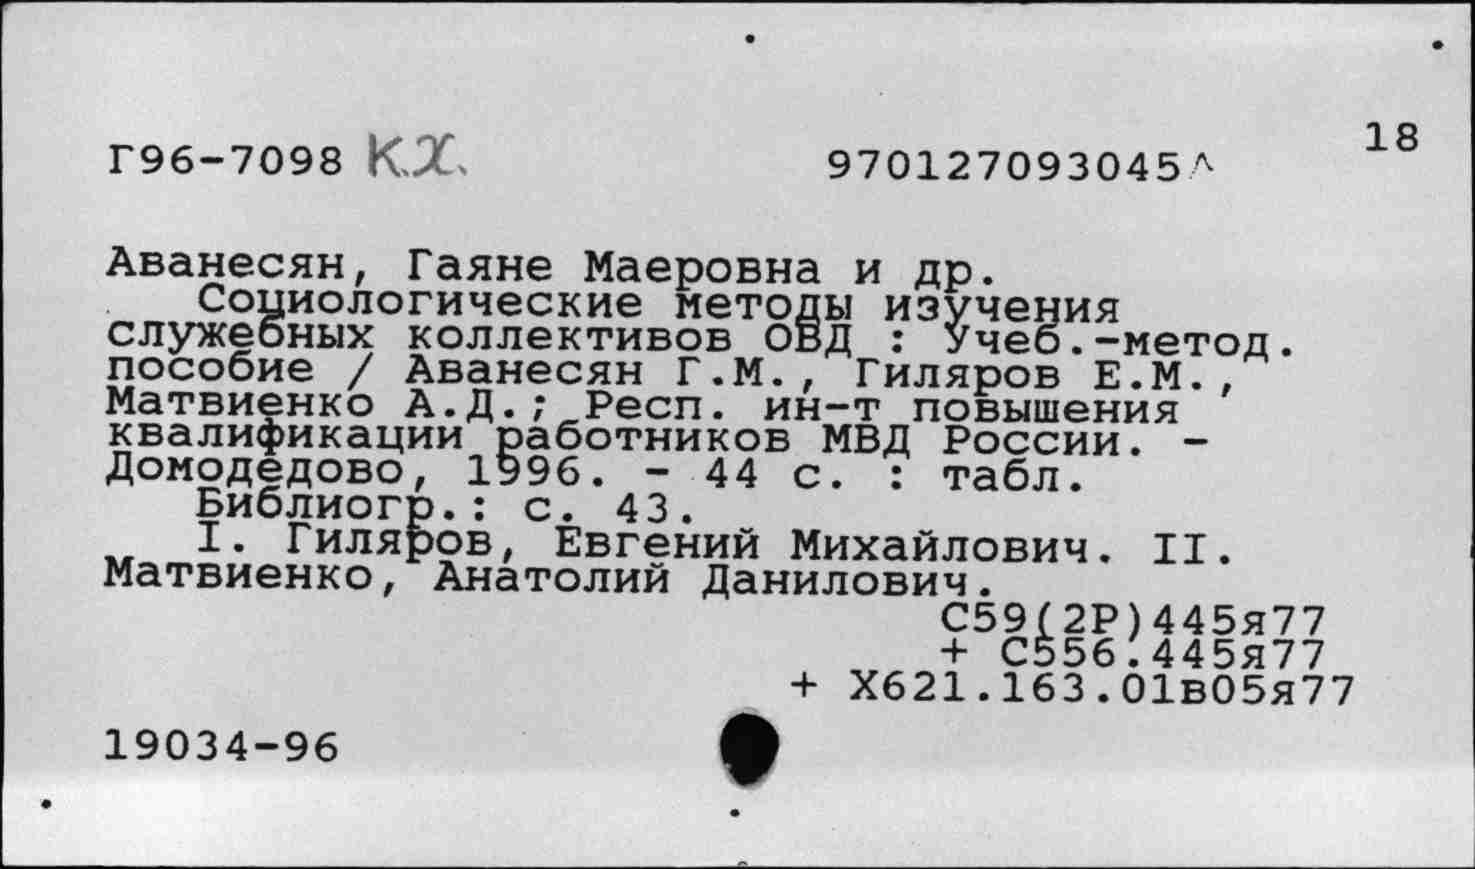 18
Г96-7098 КХ.
970127093045Л
Аванесян, Гаяне Маеровна и др.
Социологические методы изучения
служебных коллективов ОВД : Учеб.-метод.
пособие / Аванесян Г.М., Гиляров Е.М.,
Матвиенко А.Д.; Респ. ин-т повышения
квалификации работников МВД России. -
Домодедово, 1996. - 44 с. : табл.
Библиогр.: с. 43.
I. Гиляров, Евгений Михайлович. II.
Матвиенко, Анатолий Данилович.
С59(2Р)445я77
+ С556.445я77
+ Х621.163.01в05я77
19034-96